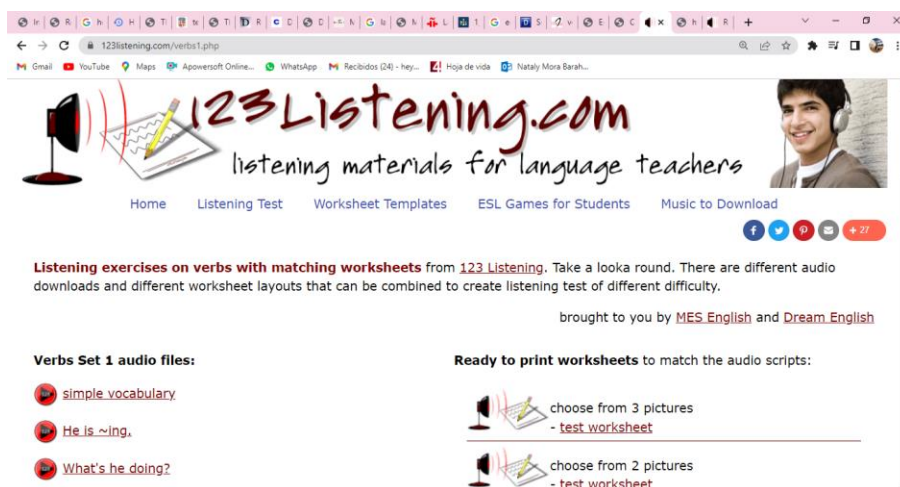 123listening.com/verbs1.php
Gmail
YouTube
Maps
Apowersoft Online...
WhatsApp
Recibidos (24) - hey...
Hoja de vida
Nataly Mora Barah...
123Listening.com
listening materials for language teachers
Home
Listening Test
Worksheet Templates
ESL Games for Students
Music to Download
+ 27
Listening exercises on verbs with matching worksheets from 123 Listening. Take a looka round. There are different audio
downloads and different worksheet layouts that can be combined to create listening test of different difficulty.
brought to you by MES English and Dream English
Verbs Set 1 audio files:
simple vocabulary
He is ~ing.
What's he doing?
Ready to print worksheets to match the audio scripts:
choose from 3 pictures
- test worksheet
choose from 2 pictures
- test worksheet